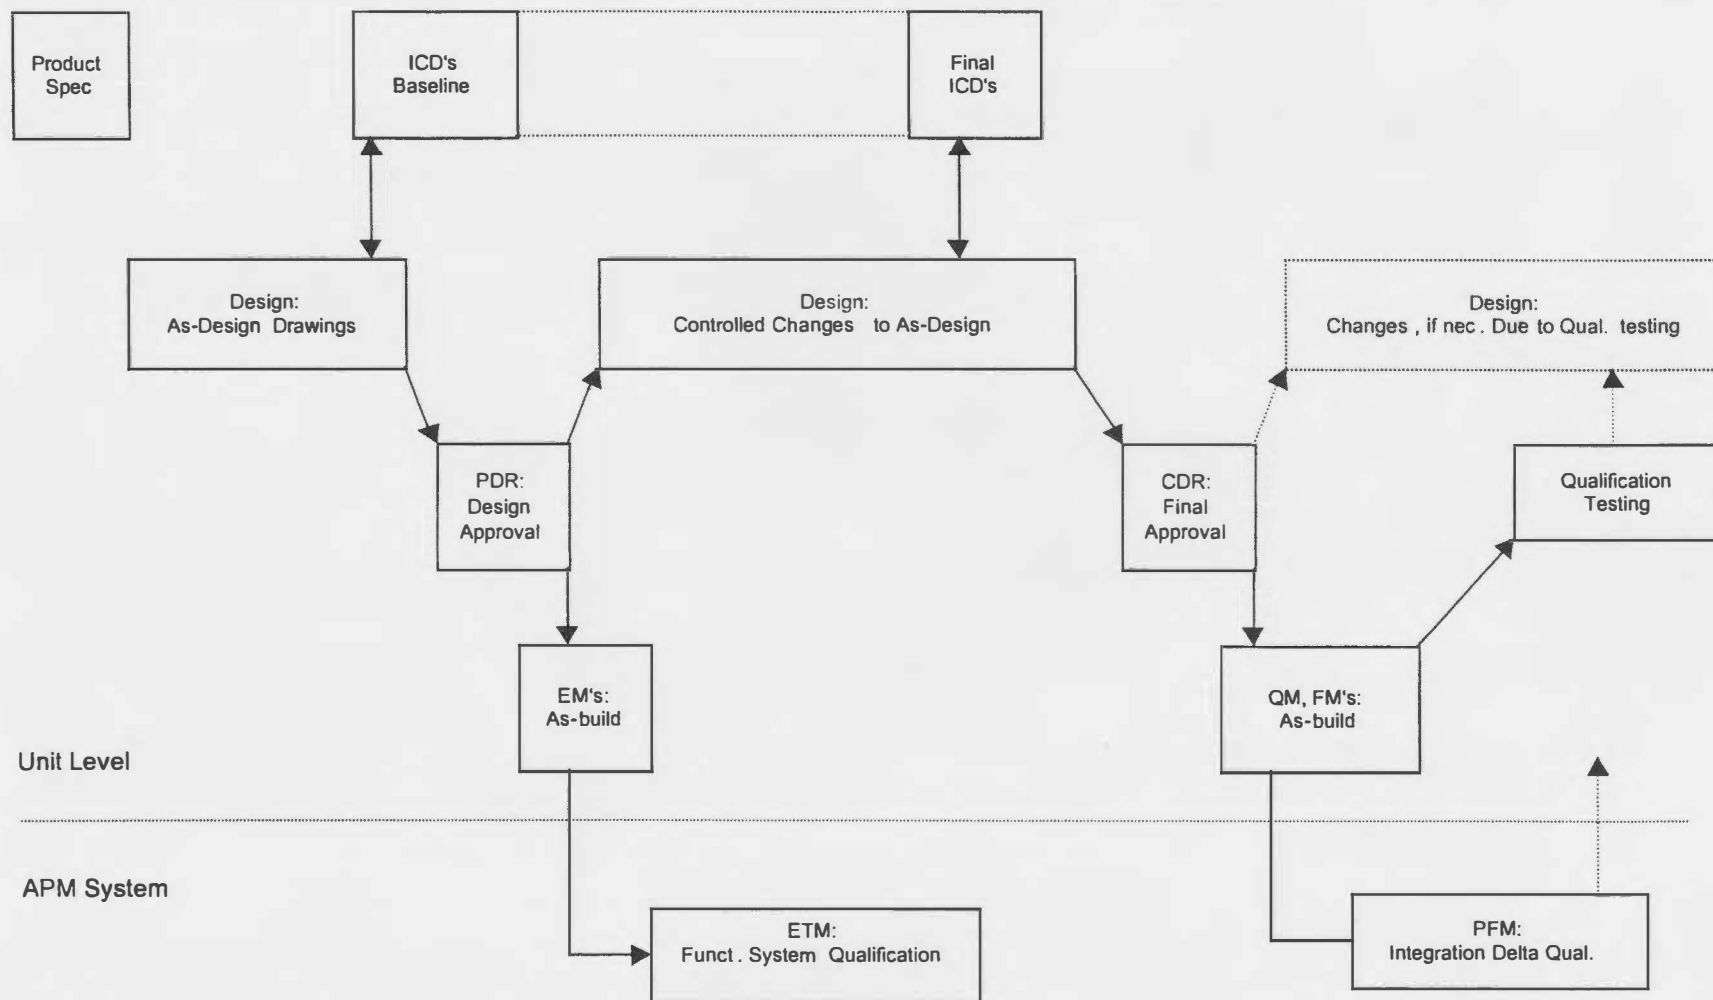 Product
Spec
ICD's
Baseline
Final
ICD's
Design:
As-Design Drawings
Design:
Controlled Changes to As-Design
Design:
Changes , if nec . Due to Qual. testing
PDR:
Design
Approval
CDR:
Final
Approval
Qualification
Testing
EM's:
As-build
QM, FM's:
As-build
Unit Level
APM System
ETM:
Funct . System Qualification
PFM:
Integration Delta Qual.